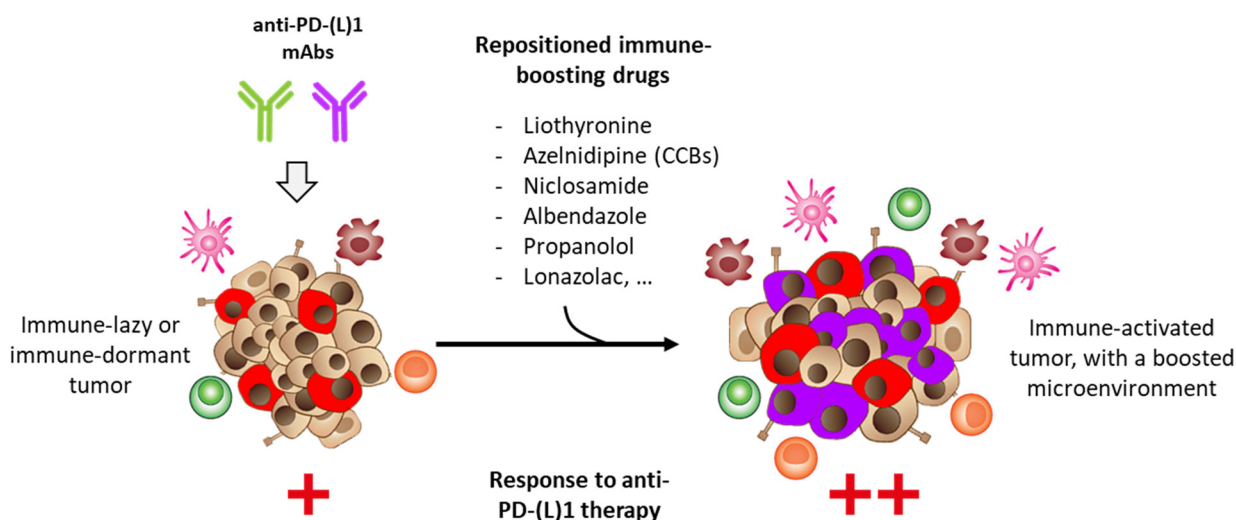 anti-PD-(L)1
mAbs
Repositioned immune-
boosting drugs
- Liothyronine
- Azelnidipine (CCBs)
- Niclosamide
- Albendazole
- Propanolol
- Lonazolac, ...
Immune-lazy or
immune-dormant
tumor
Immune-activated
tumor, with a boosted
microenvironment
Response to anti-
PD-(L)1 therapy